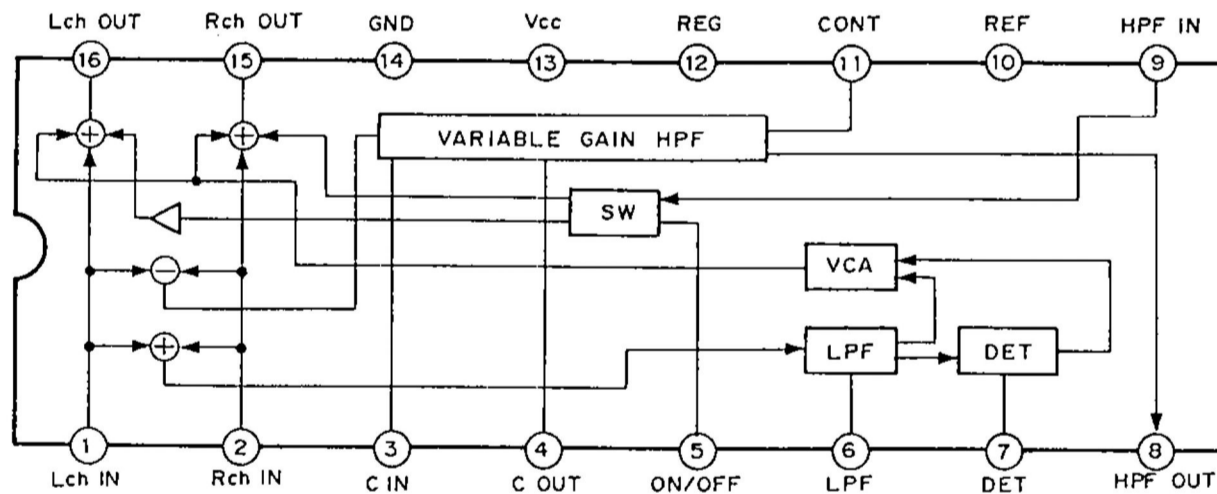 Lch OUT Rch OUT GND Vcc REG CONT REF HPF IN
16 15 14 13 12 11 10 9
+ + VARIABLE GAIN HPF
SW
− VCA
+ LPF DET
1 2 3 4 5 6 7 8
Lch IN Rch IN C IN C OUT ON/OFF LPF DET HPF OUT